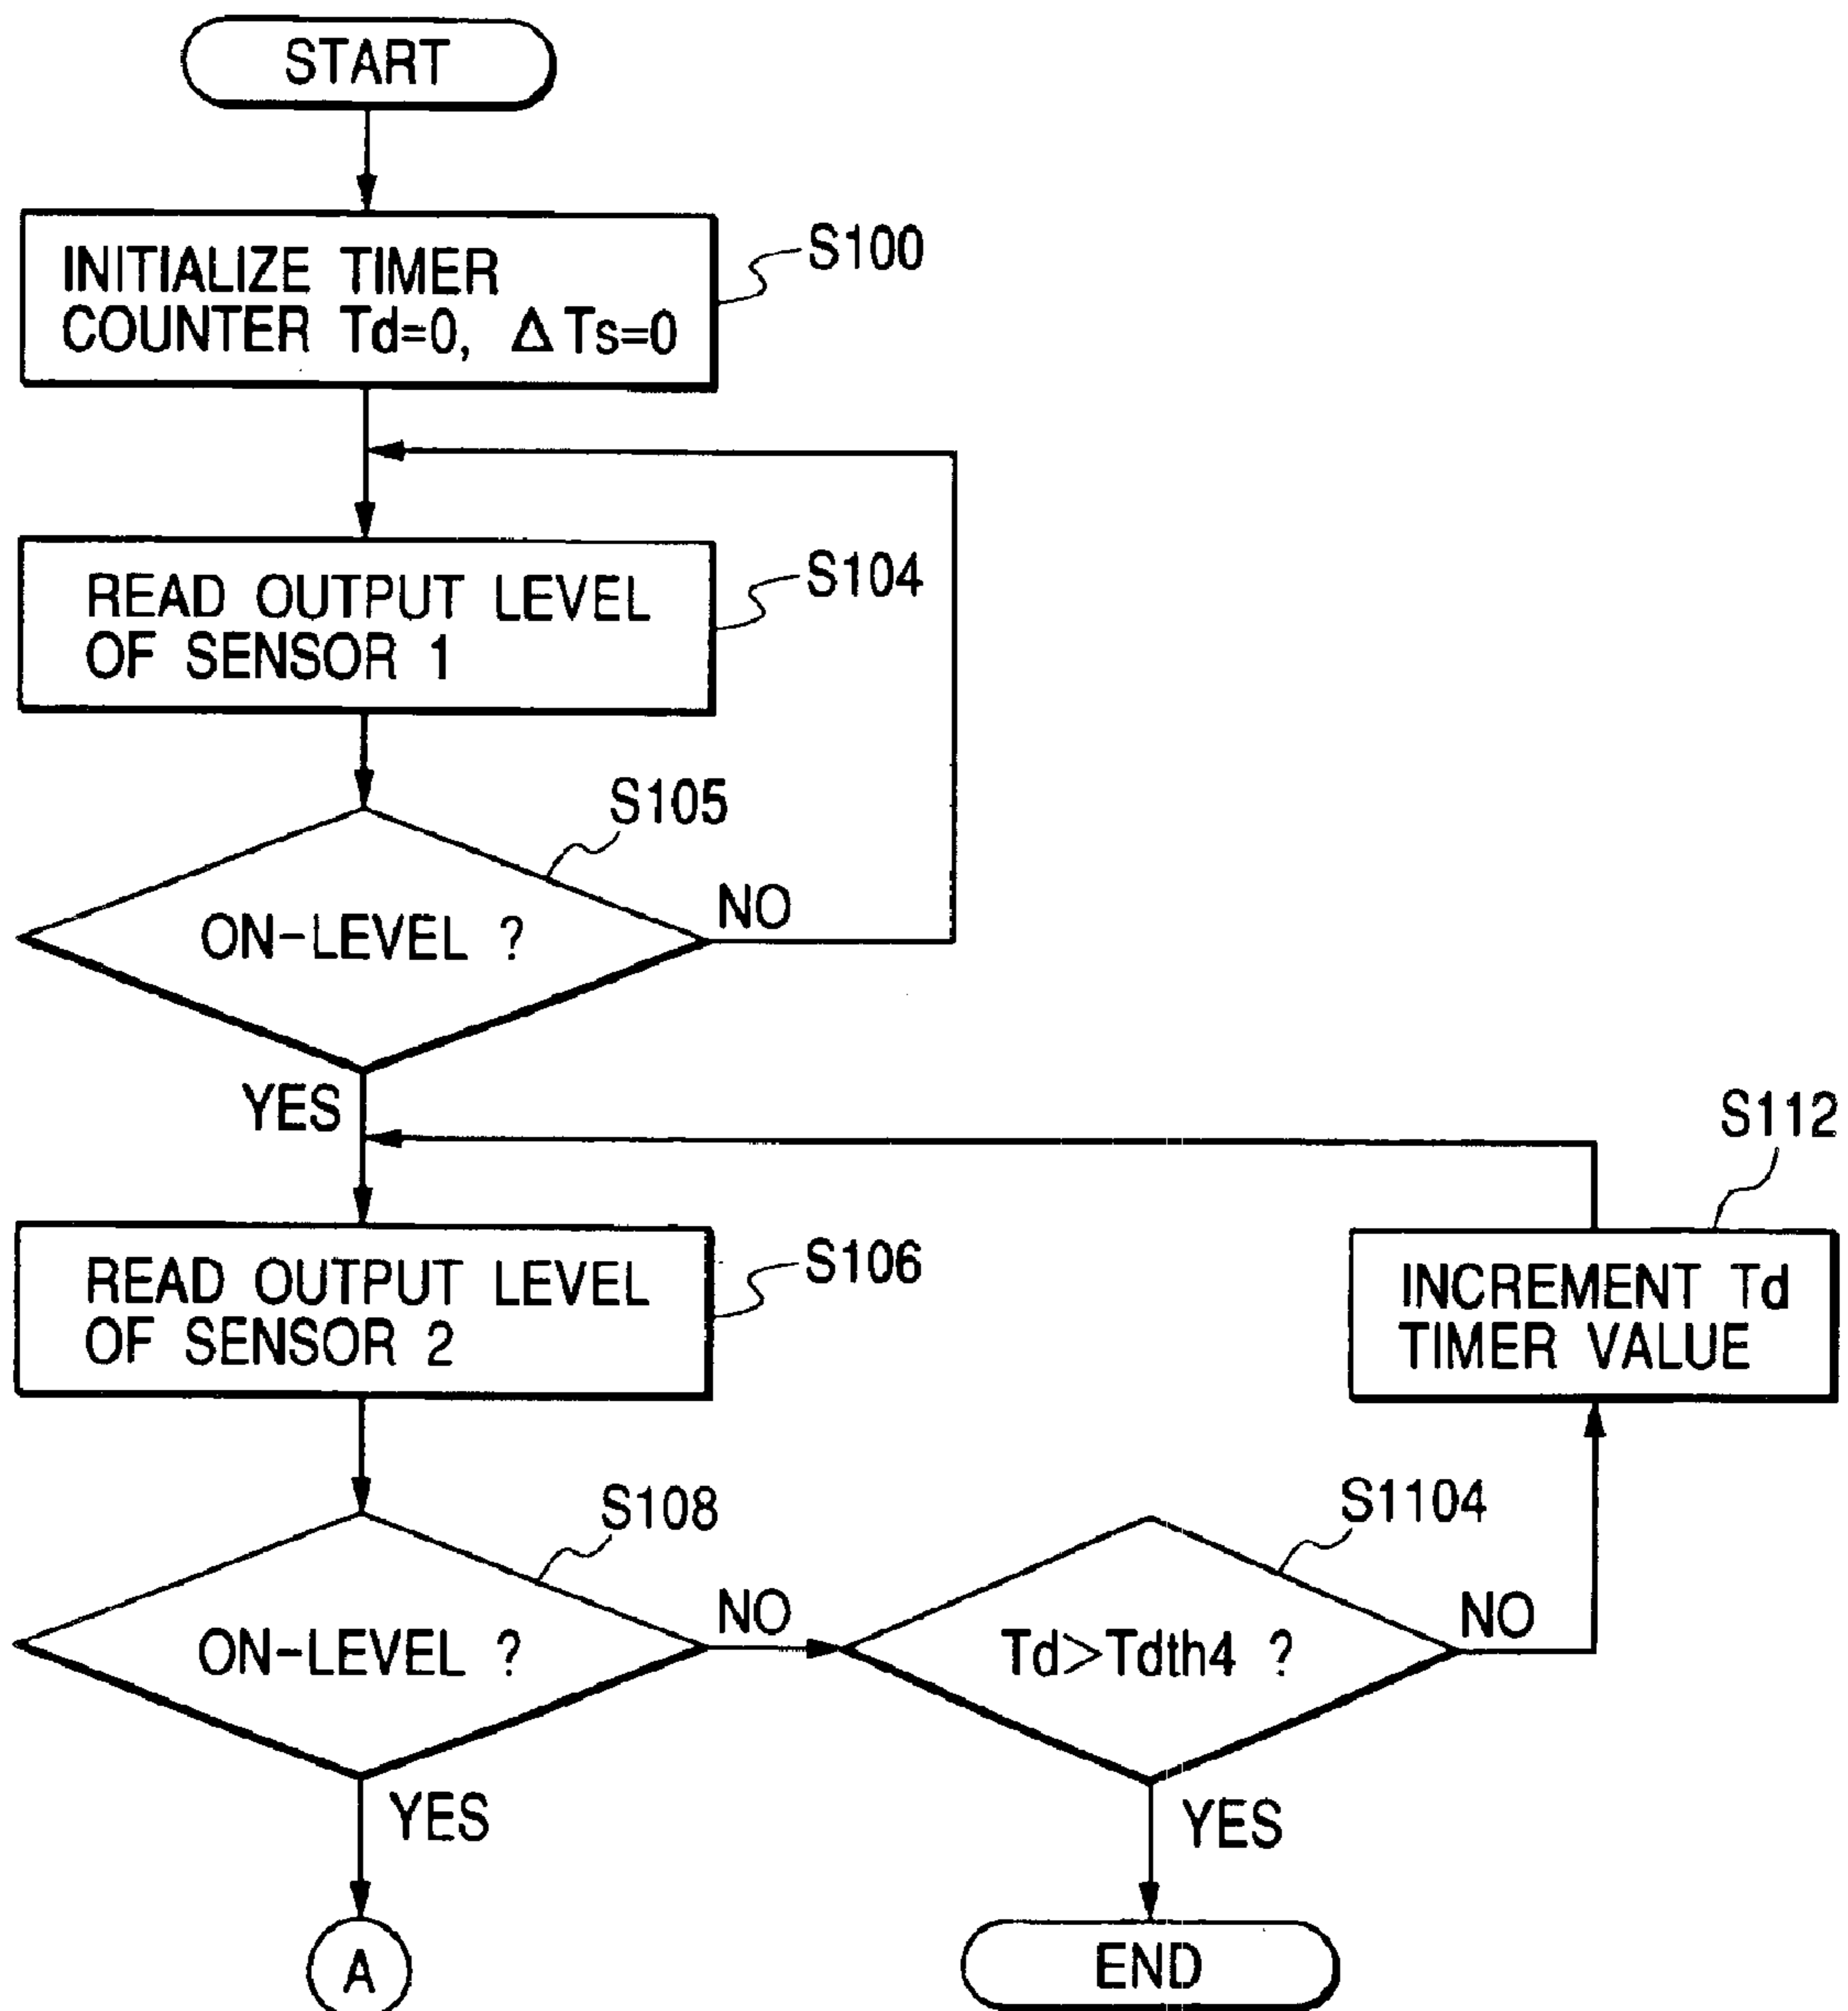 START
INITIALIZE TIMER
COUNTER Td=0, Δ Ts=0
S100
READ OUTPUT LEVEL
OF SENSOR 1
S104
S105
ON-LEVEL ?
NO
YES
S112
READ OUTPUT LEVEL
OF SENSOR 2
S106
INCREMENT Td
TIMER VALUE
S108
ON-LEVEL ?
NO
S1104
Td>Tdth4 ?
NO
YES
YES
A
END